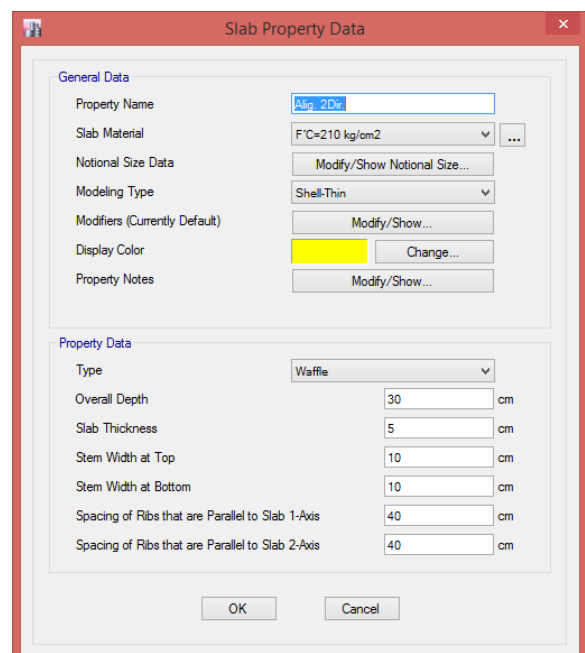 Slab Property Data
General Data
Property Name Alig. 2Dir.
Slab Material F´C=210 kg/cm2 ...
Notional Size Data Modify/Show Notional Size...
Modeling Type Shell-Thin
Modifiers (Currently Default) Modify/Show...
Display Color Change...
Property Notes Modify/Show...
Property Data
Type Waffle
Overall Depth 30 cm
Slab Thickness 5 cm
Stem Width at Top 10 cm
Stem Width at Bottom 10 cm
Spacing of Ribs that are Parallel to Slab 1-Axis 40 cm
Spacing of Ribs that are Parallel to Slab 2-Axis 40 cm
OK Cancel